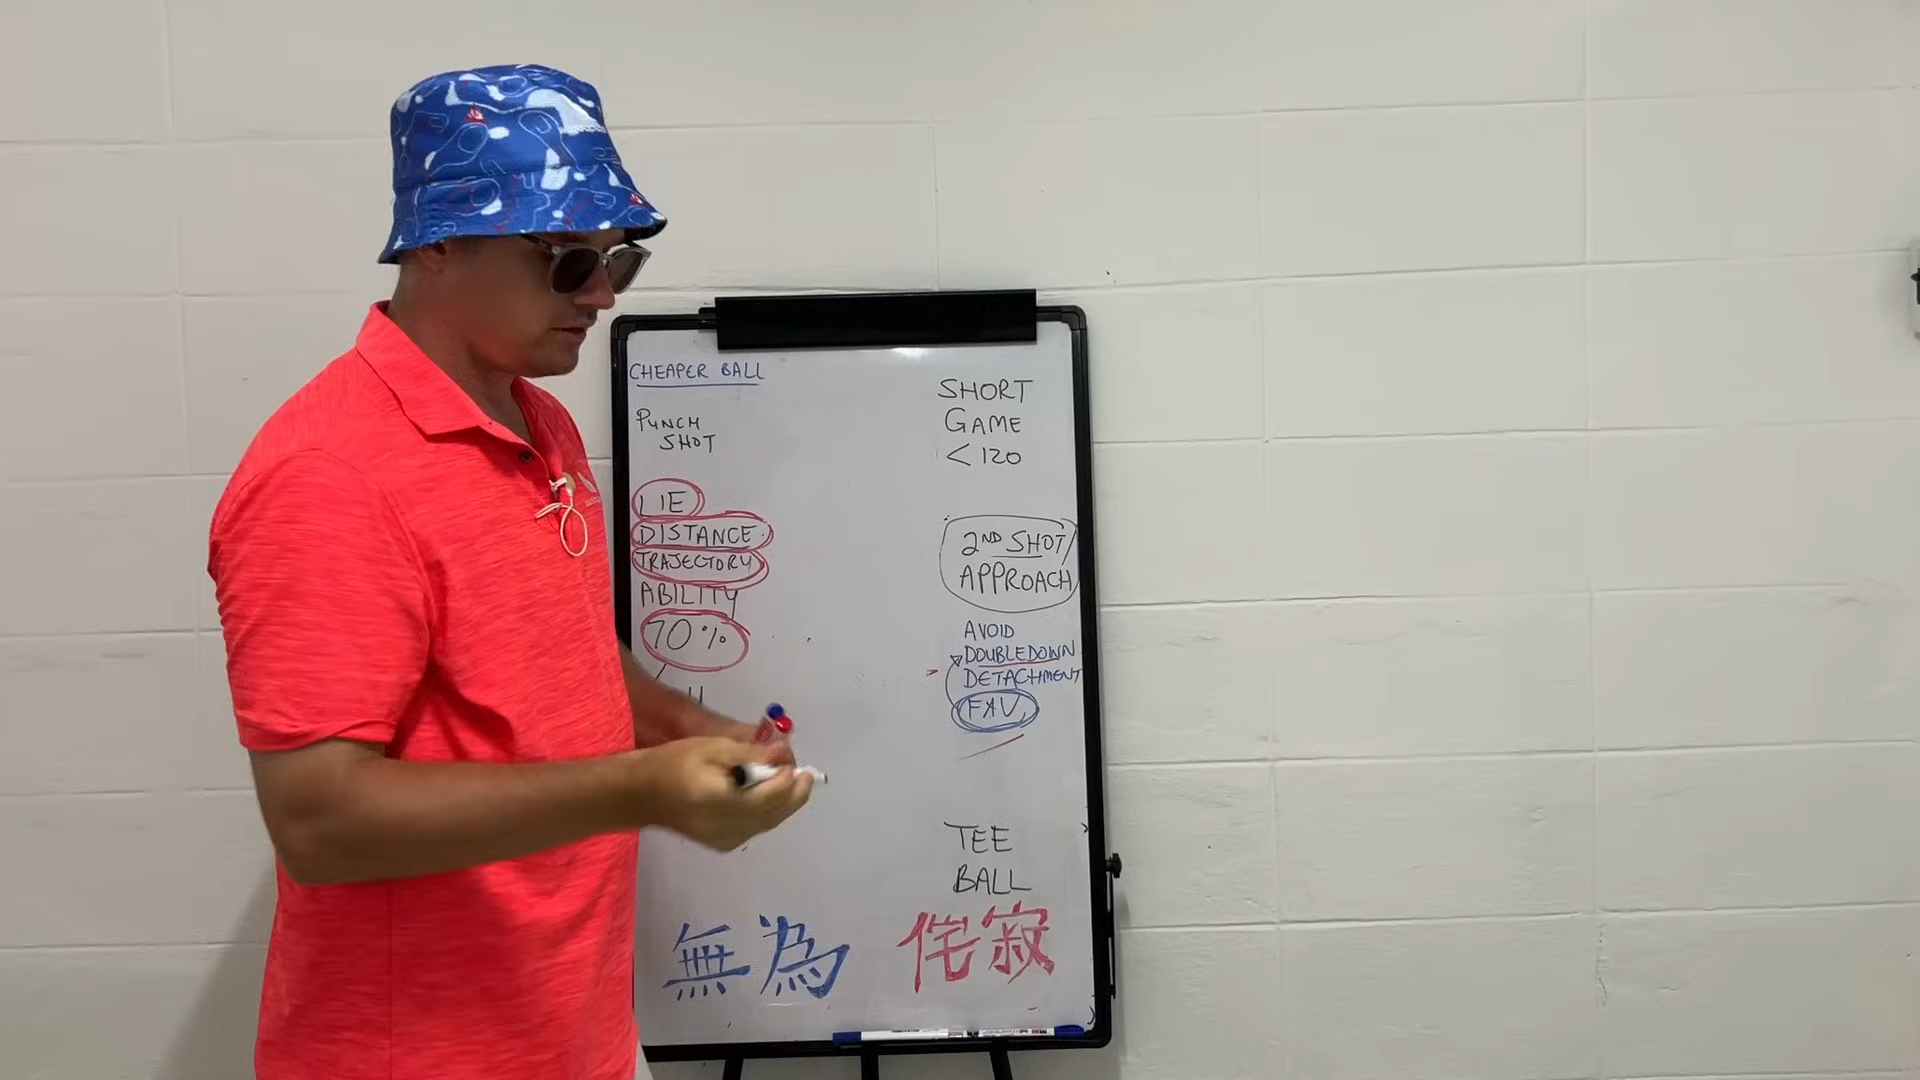 CHEAPER BALL
PUNCH
SHOT
LIE
DISTANCE
TRAJECTORY
ABILITY
70%
SHORT
GAME
<120
2ND SHOT
APPROACH
AVOID
DOUBLEDOWN
DETACHMENT
FAV
TEE
BALL
無為
侘寂